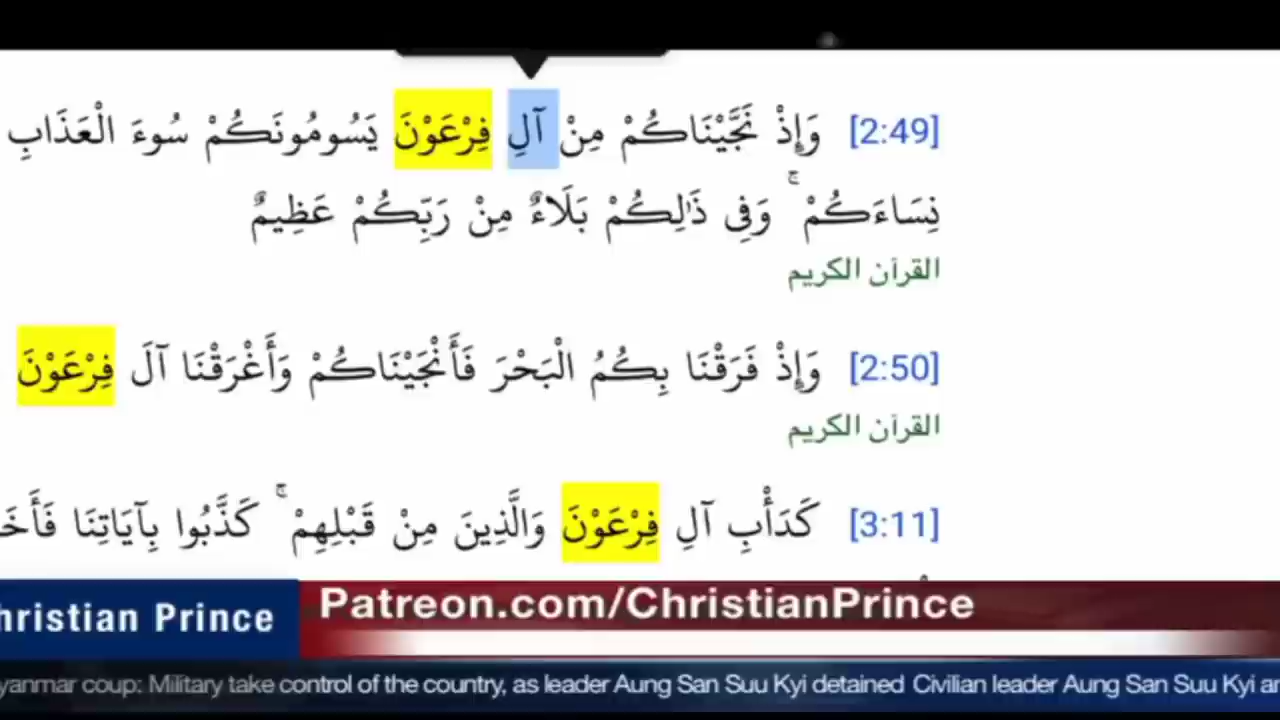 [2:49] وَإِذْ نَجَّيْنَاكُمْ مِنْ آلِ فِرْعَوْنَ يَسُومُونَكُمْ سُوءَ الْعَذَابِ
نِسَاءَكُمْ ۚ وَفِي ذَٰلِكُمْ بَلَاءٌ مِنْ رَبِّكُمْ عَظِيمٌ
القرآن الكريم
[2:50] وَإِذْ فَرَقْنَا بِكُمُ الْبَحْرَ فَأَنْجَيْنَاكُمْ وَأَغْرَقْنَا آلَ فِرْعَوْنَ
القرآن الكريم
[3:11] كَدَأْبِ آلِ فِرْعَوْنَ وَالَّذِينَ مِنْ قَبْلِهِمْ ۚ كَذَّبُوا بِآيَاتِنَا فَأَخَ
hristian Prince
Patreon.com/ChristianPrince
yanmar coup: Military take control of the country, as leader Aung San Suu Kyi detained Civilian leader Aung San Suu Kyi ar